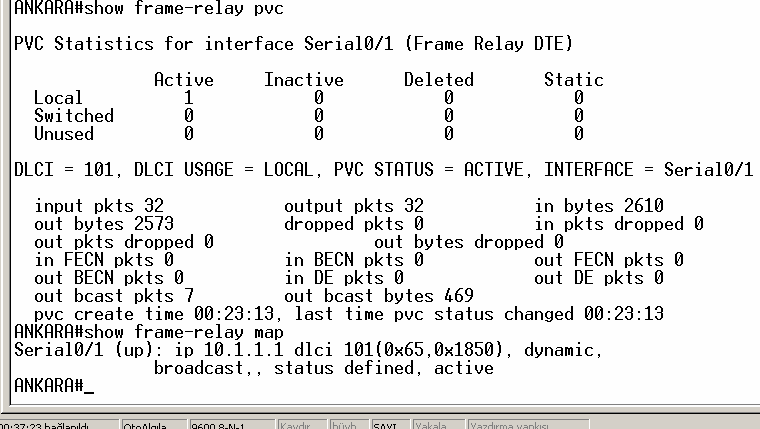 ANKARA#show frame-relay pvc
PVC Statistics for interface Serial0/1 (Frame Relay DTE)
Active Inactive Deleted Static
Local 1 0 0 0
Switched 0 0 0 0
Unused 0 0 0 0
DLCI = 101, DLCI USAGE = LOCAL, PVC STATUS = ACTIVE, INTERFACE = Serial0/1
input pkts 32 output pkts 32 in bytes 2610
out bytes 2573 dropped pkts 0 in pkts dropped 0
out pkts dropped 0 out bytes dropped 0
in FECN pkts 0 in BECN pkts 0 out FECN pkts 0
out BECN pkts 0 in DE pkts 0 out DE pkts 0
out bcast pkts 7 out bcast bytes 469
pvc create time 00:23:13, last time pvc status changed 00:23:13
ANKARA#show frame-relay map
Serial0/1 (up): ip 10.1.1.1 dlci 101(0x65,0x1850), dynamic,
broadcast,, status defined, active
ANKARA#_
00:37:23 bağlanıldı OtoAlgıla 9600 8-N-1 Kaydır büyh SAYI Yakala Yazdırma yankısı